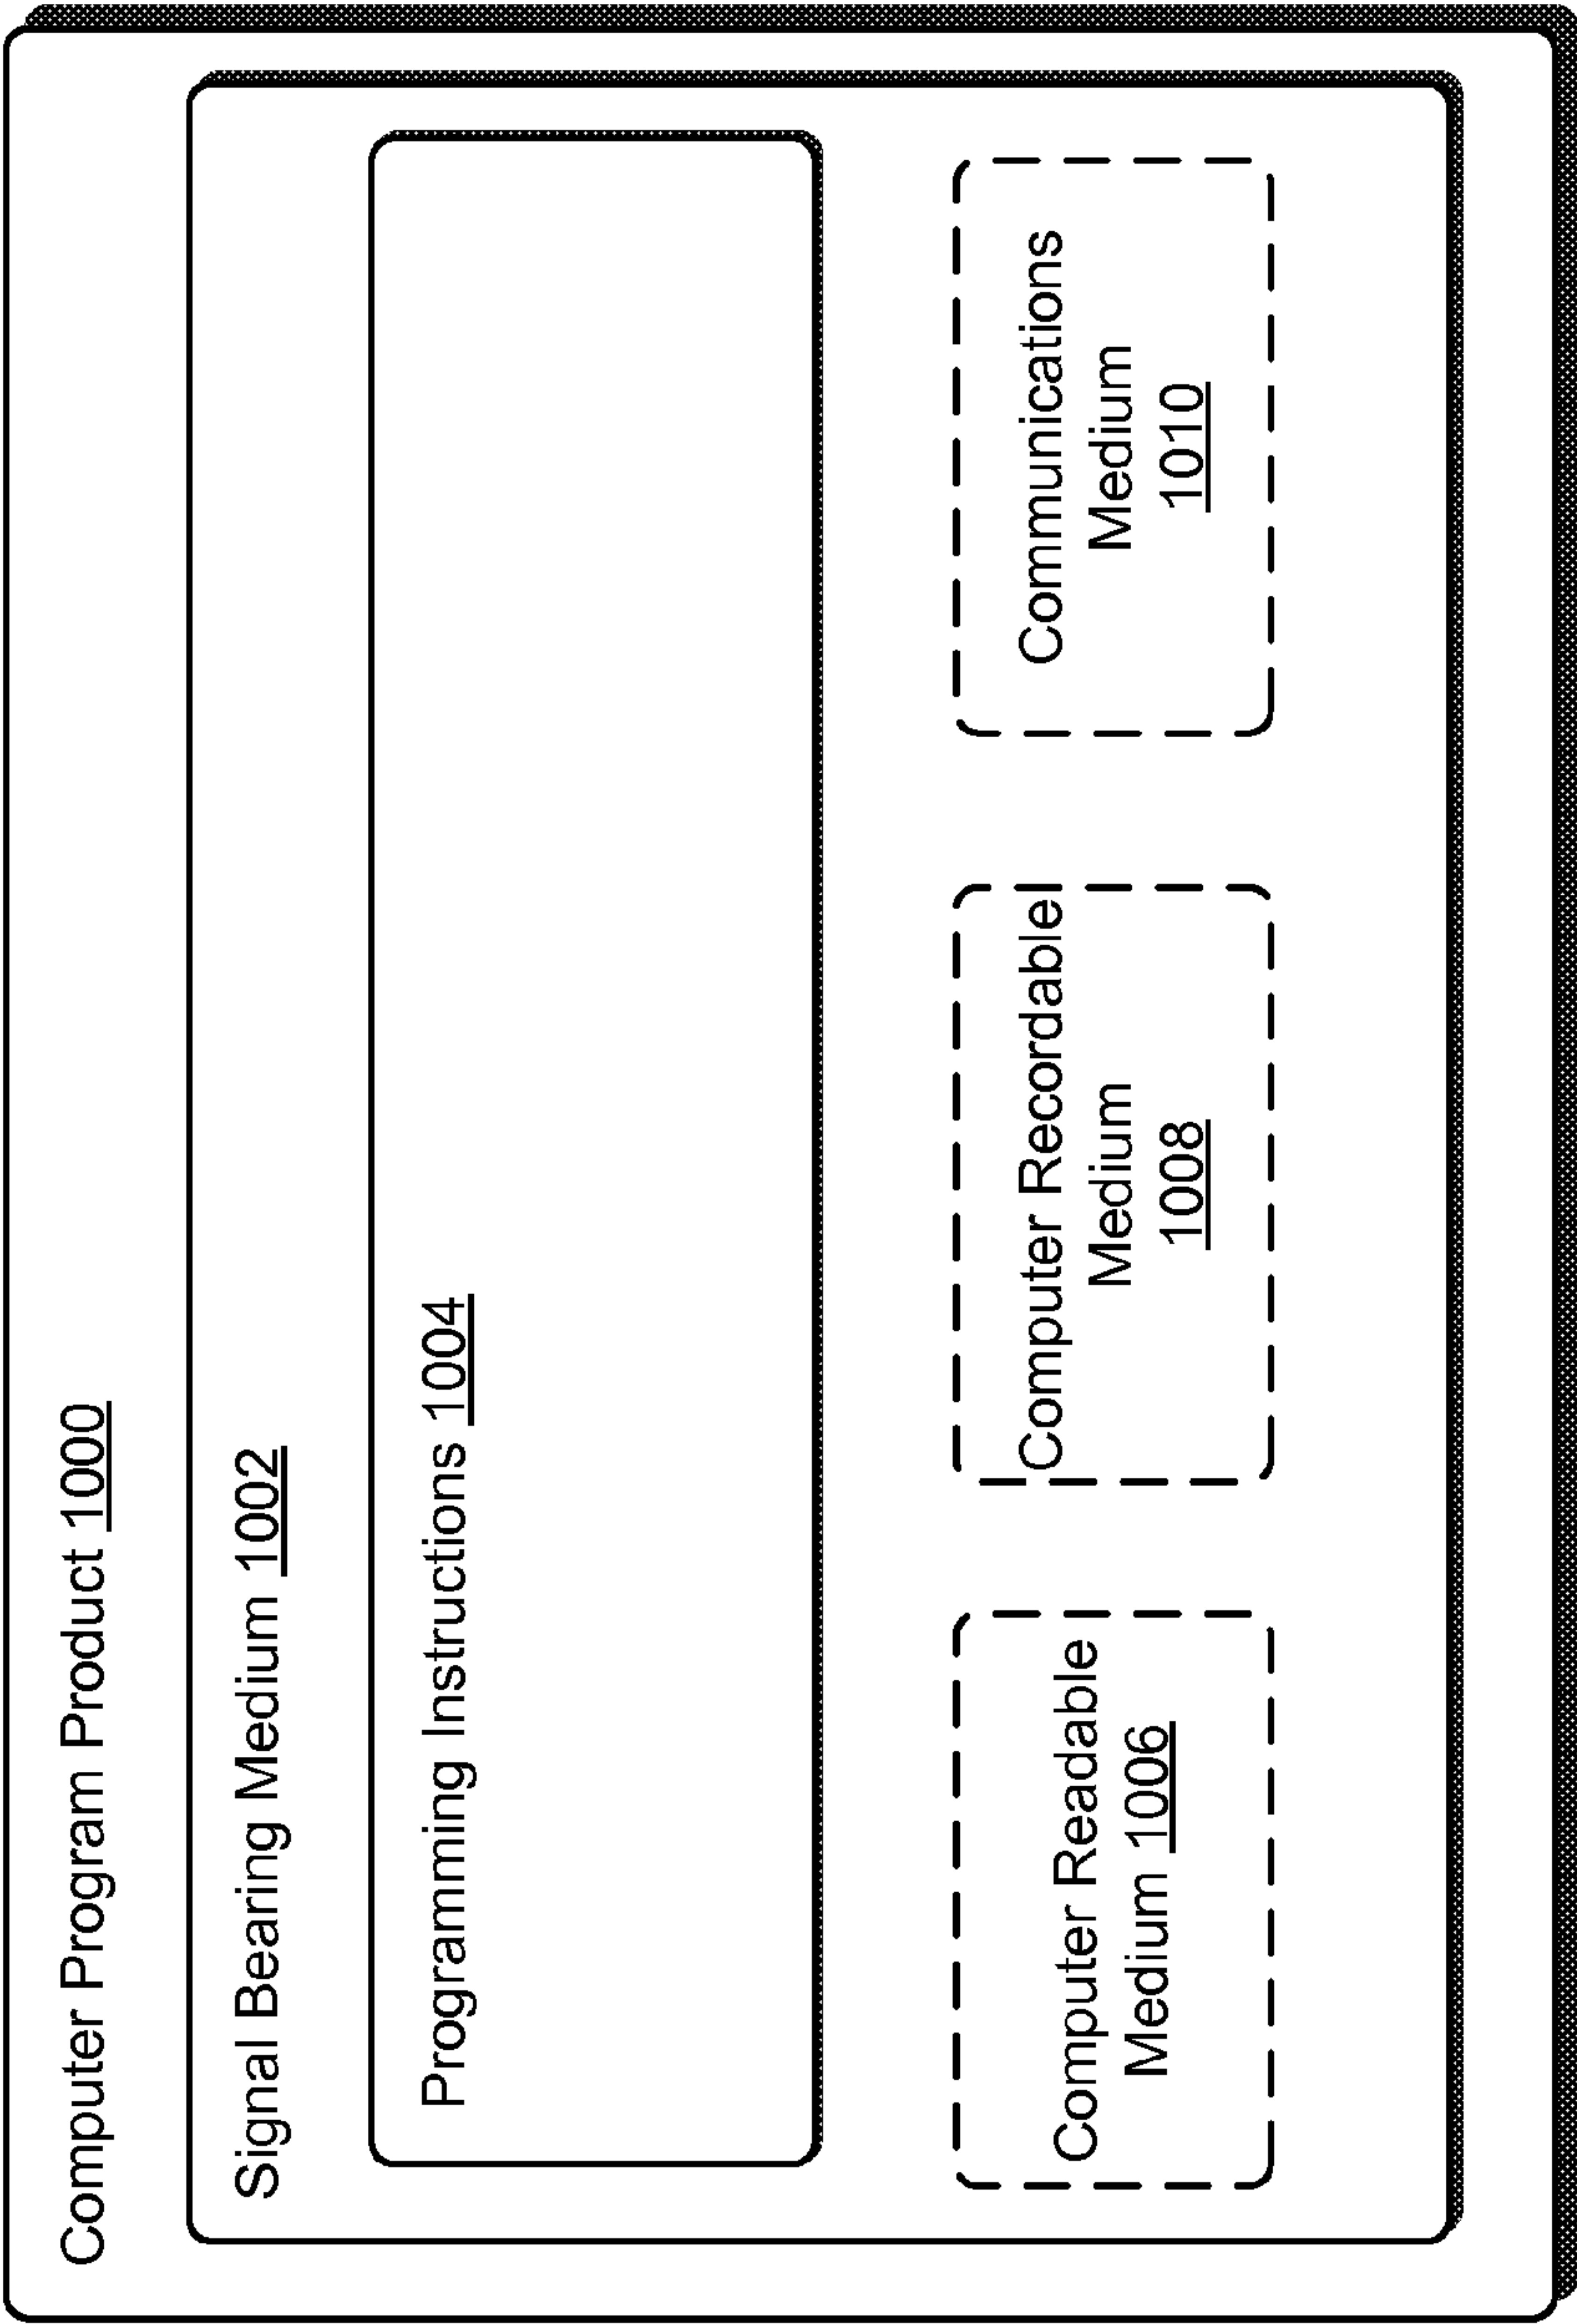 Computer Program Product 1000
Signal Bearing Medium 1002
Programming Instructions 1004
Computer Readable
Medium 1006
Computer Recordable
Medium
1008
Communications
Medium
1010